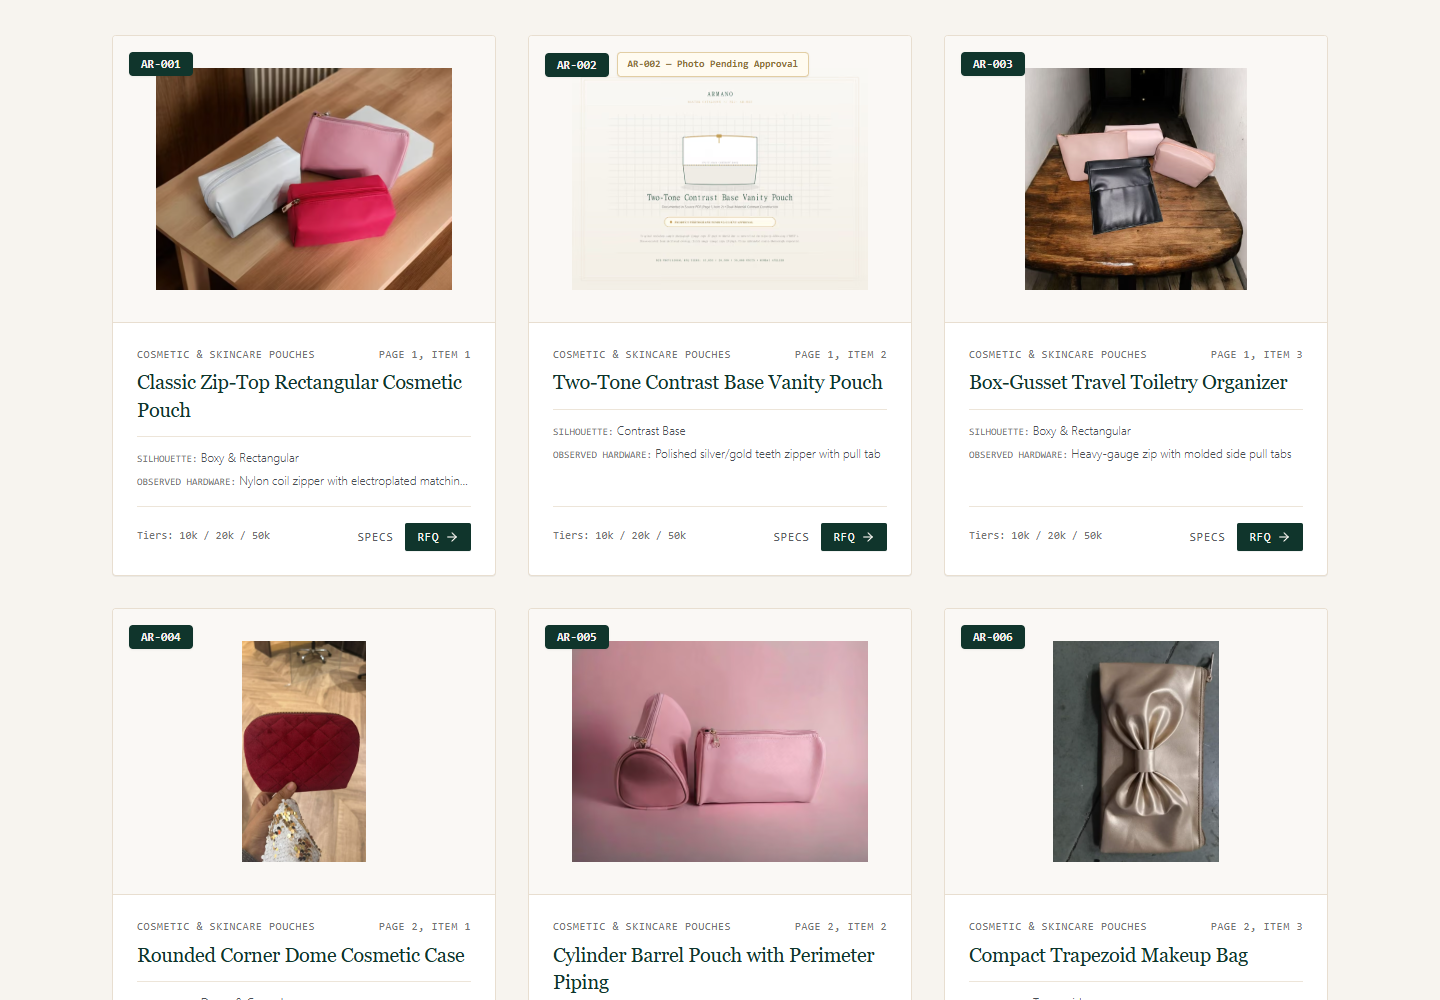 AR-001
AR-002
AR-002 — Photo Pending Approval
AR-003
ARMANO
Two-Tone Contrast Base Vanity Pouch
COSMETIC & SKINCARE POUCHES
PAGE 1, ITEM 1
Classic Zip-Top Rectangular Cosmetic
Pouch
SILHOUETTE: Boxy & Rectangular
OBSERVED HARDWARE: Nylon coil zipper with electroplated matchin...
Tiers: 10k / 20k / 50k
SPECS
RFQ →
COSMETIC & SKINCARE POUCHES
PAGE 1, ITEM 2
Two-Tone Contrast Base Vanity Pouch
SILHOUETTE: Contrast Base
OBSERVED HARDWARE: Polished silver/gold teeth zipper with pull tab
Tiers: 10k / 20k / 50k
SPECS
RFQ →
COSMETIC & SKINCARE POUCHES
PAGE 1, ITEM 3
Box-Gusset Travel Toiletry Organizer
SILHOUETTE: Boxy & Rectangular
OBSERVED HARDWARE: Heavy-gauge zip with molded side pull tabs
Tiers: 10k / 20k / 50k
SPECS
RFQ →
AR-004
AR-005
AR-006
COSMETIC & SKINCARE POUCHES
PAGE 2, ITEM 1
Rounded Corner Dome Cosmetic Case
COSMETIC & SKINCARE POUCHES
PAGE 2, ITEM 2
Cylinder Barrel Pouch with Perimeter
Piping
COSMETIC & SKINCARE POUCHES
PAGE 2, ITEM 3
Compact Trapezoid Makeup Bag